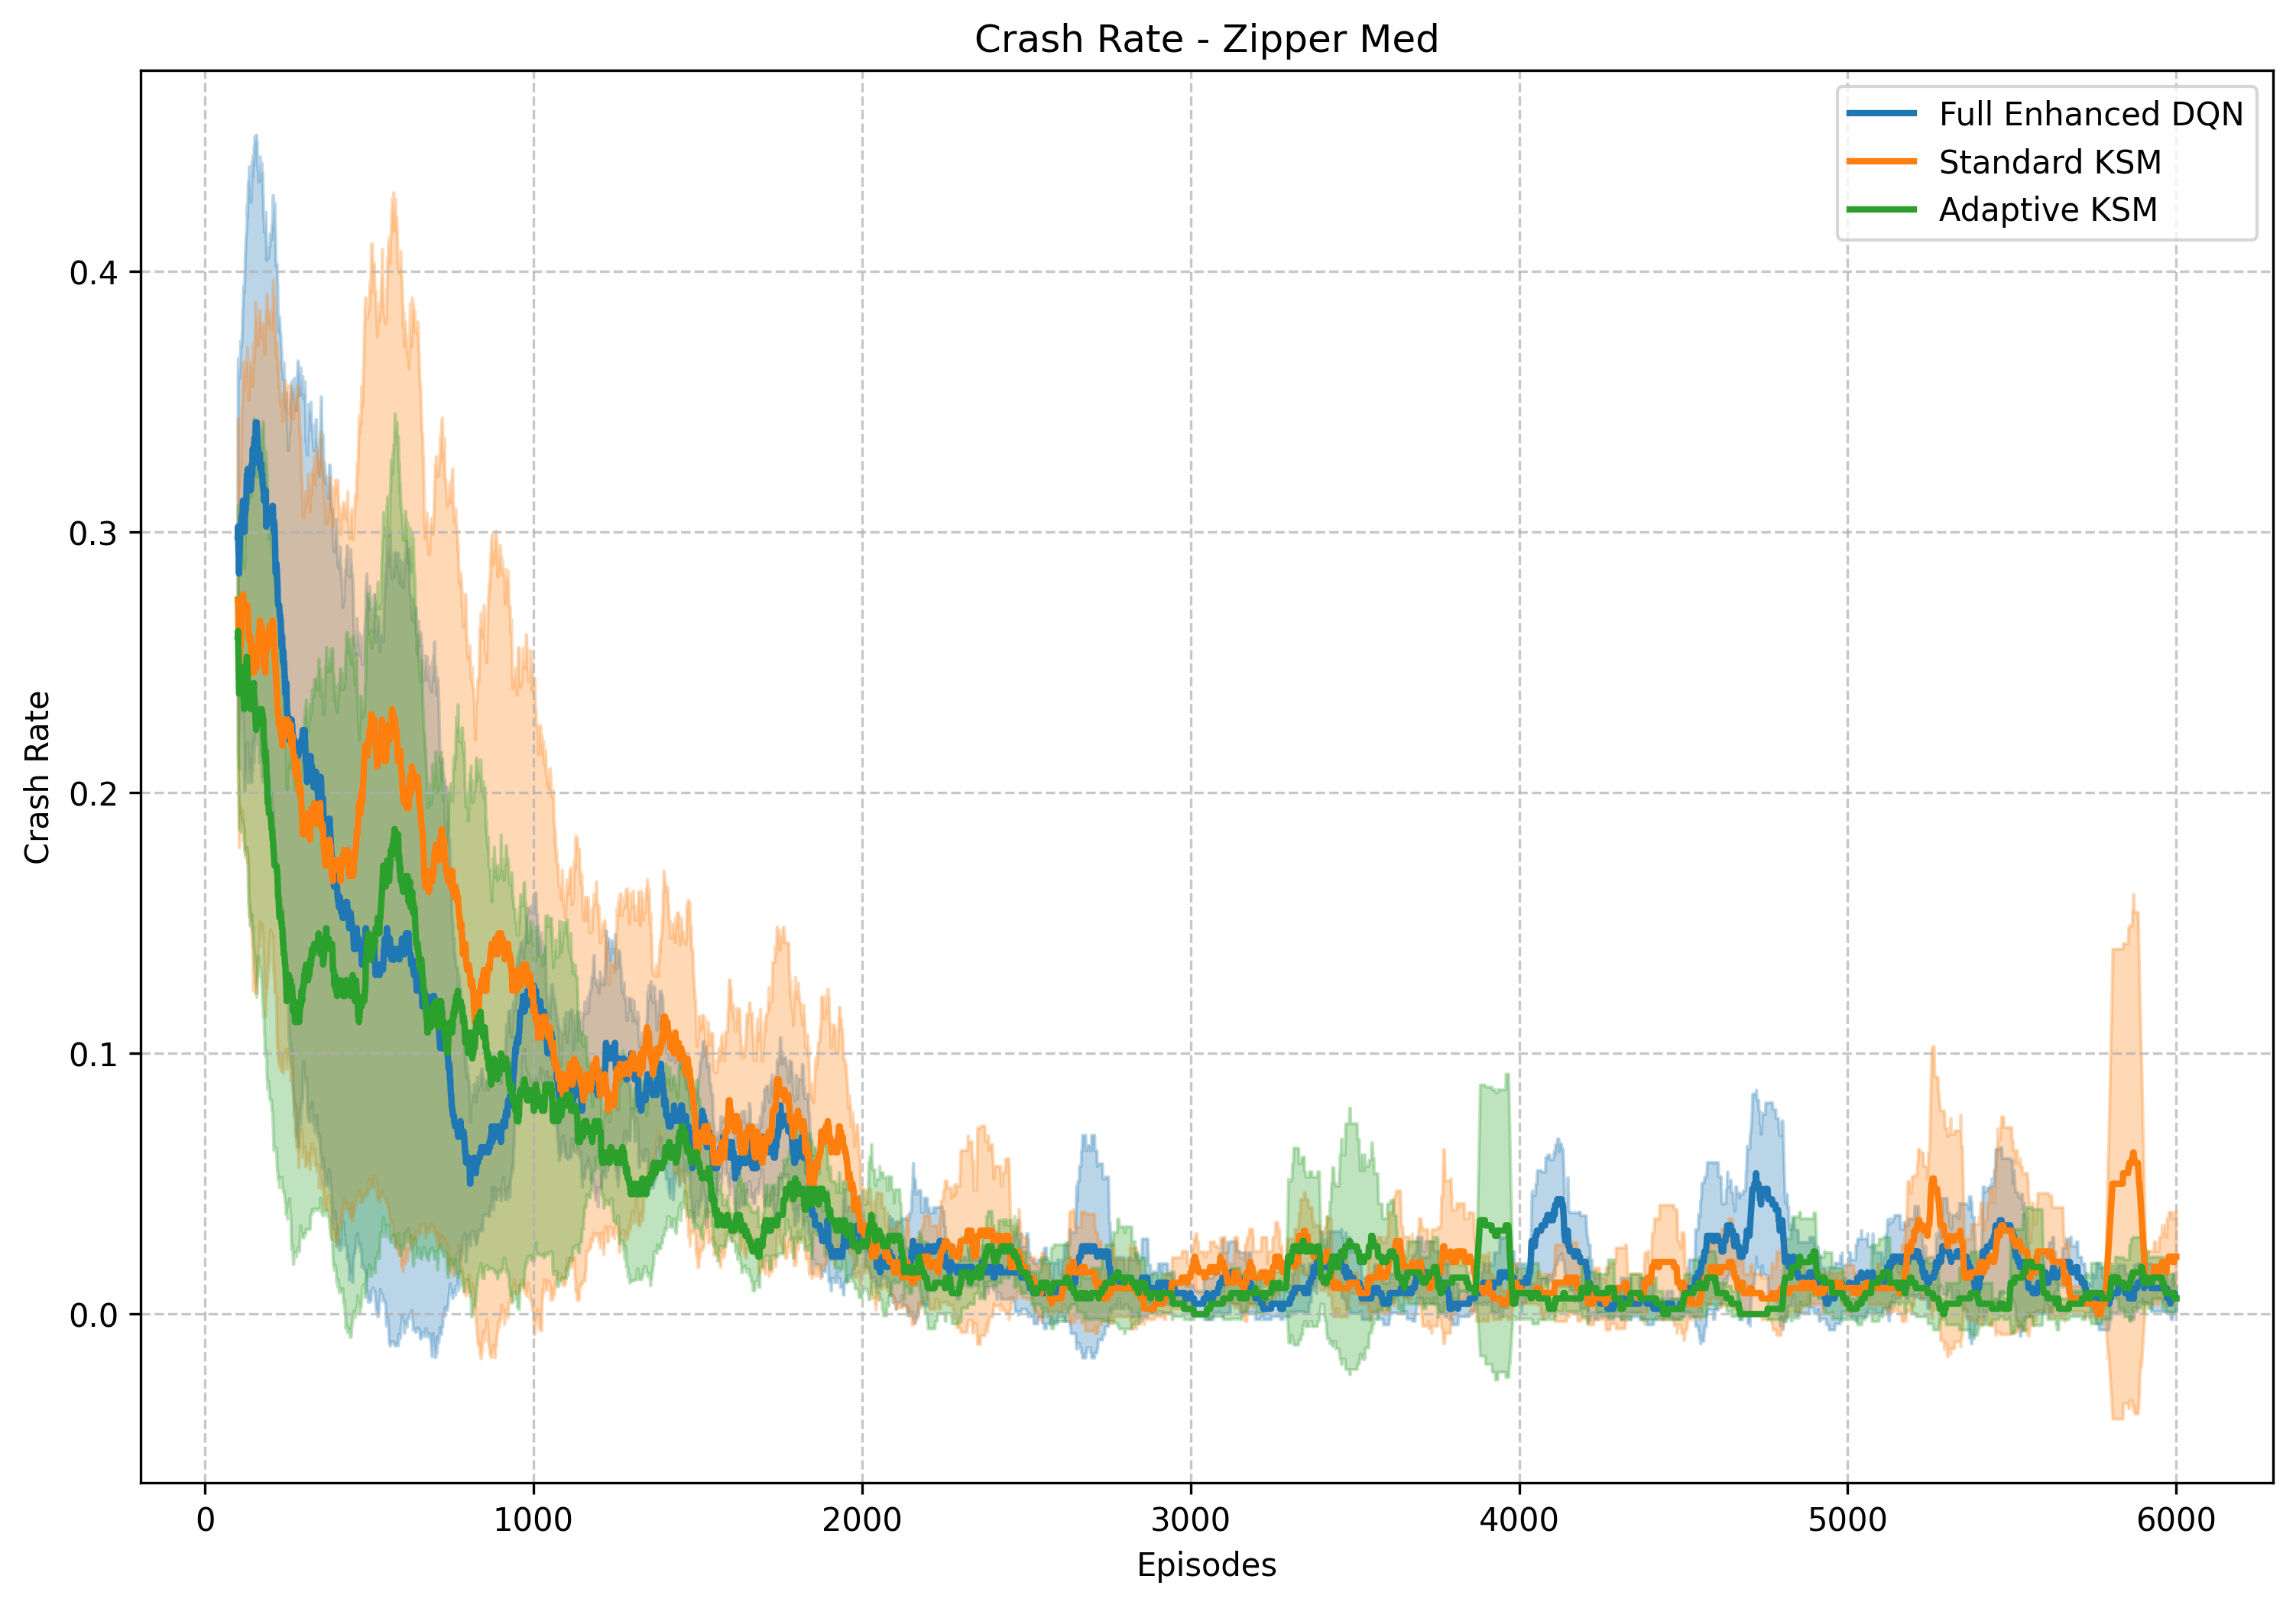 Crash Rate - Zipper Med
Full Enhanced DQN
Standard KSM
Adaptive KSM
Crash Rate
0.4
0.3
0.2
0.1
0.0
0 1000 2000 3000 4000 5000 6000
Episodes